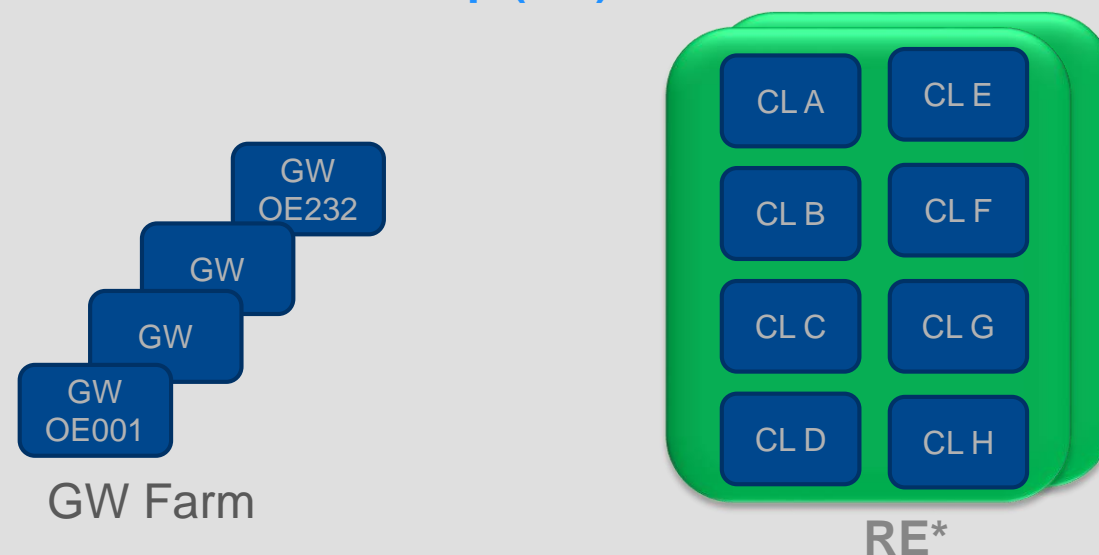 GW
OE232
GW
GW
GW
OE001
GW Farm
CL A
CL E
CL B
CL F
CL C
CL G
CL D
CL H
RE*